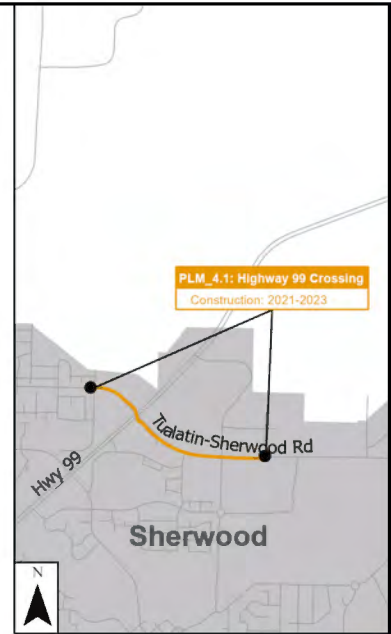 PLM_4.1: Highway 99 Crossing
Construction: 2021-2023
Tualatin-Sherwood Rd
Hwy 99
Sherwood
N